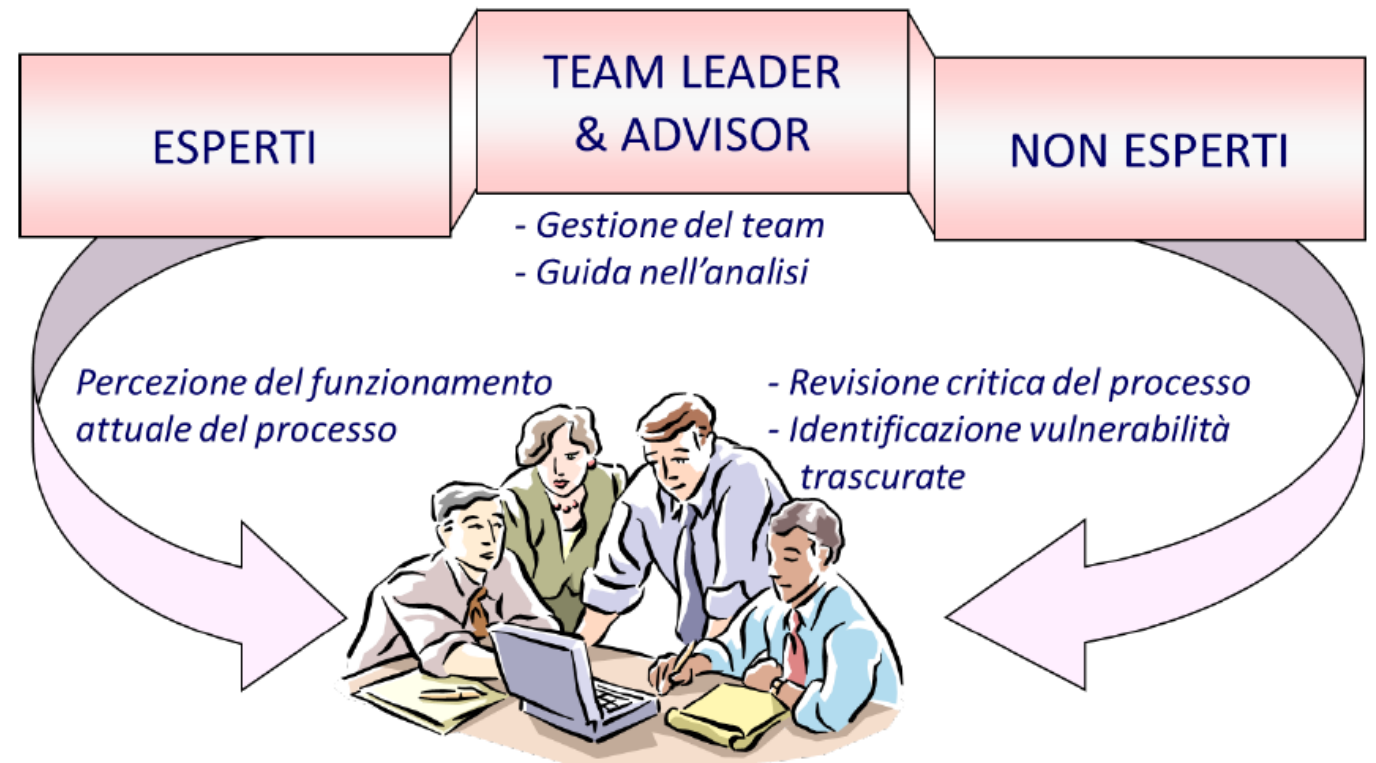 ESPERTI
TEAM LEADER
& ADVISOR
NON ESPERTI
- Gestione del team
- Guida nell'analisi
Percezione del funzionamento
attuale del processo
- Revisione critica del processo
- Identificazione vulnerabilità
trascurate